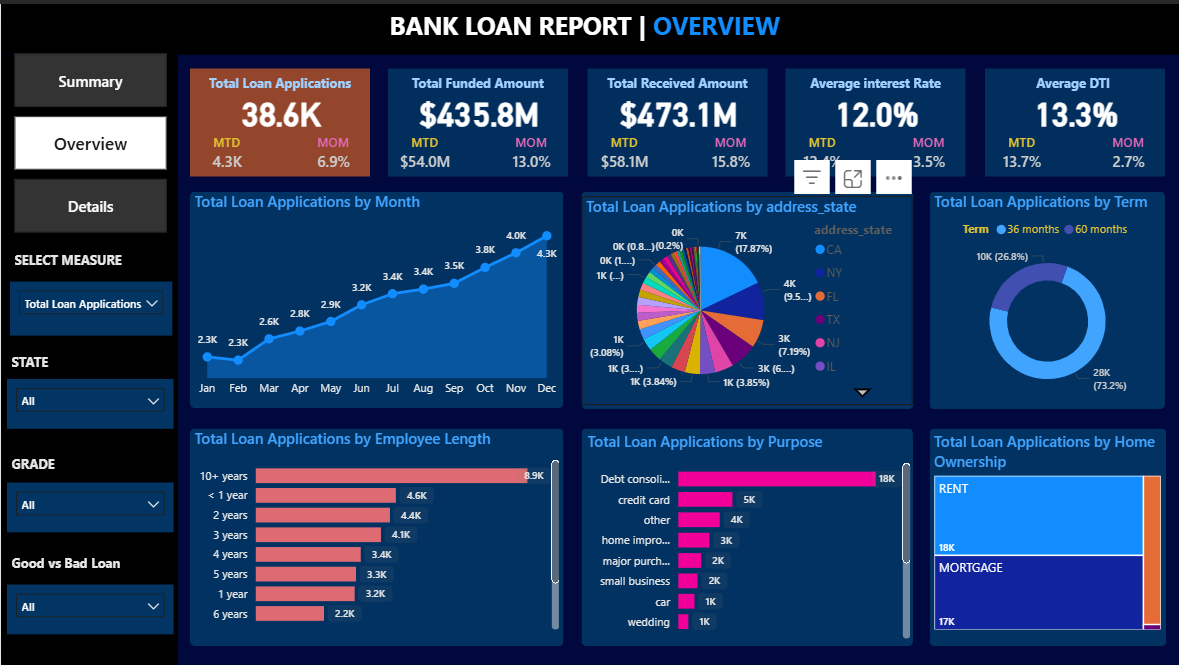 BANK LOAN REPORT | OVERVIEW
Summary
Overview
Details
SELECT MEASURE
Total Loan Applications
STATE
All
GRADE
All
Good vs Bad Loan
All
Total Loan Applications
38.6K
MTD MOM
4.3K 6.9%
Total Funded Amount
$435.8M
MTD MOM
$54.0M 13.0%
Total Received Amount
$473.1M
MTD MOM
$58.1M 15.8%
Average interest Rate
12.0%
MTD MOM
3.5%
Average DTI
13.3%
MTD MOM
13.7% 2.7%
Total Loan Applications by Month
2.3K 2.3K 2.6K 2.8K 2.9K 3.2K 3.4K 3.4K 3.5K 3.8K 4.0K 4.3K
Jan Feb Mar Apr May Jun Jul Aug Sep Oct Nov Dec
Total Loan Applications by address_state
address_state
CA
NY
FL
TX
NJ
IL
7K
(17.87%)
4K
(9.5...)
3K
(7.19%)
3K (6....)
1K (3.85%)
1K (3.84%)
1K (3....)
1K
(3.08%)
1K (...)
0K (1....)
0K (0.8...)
0K
(0.2%)
Total Loan Applications by Term
Term 36 months 60 months
10K (26.8%)
28K
(73.2%)
Total Loan Applications by Employee Length
10+ years 8.9K
< 1 year 4.6K
2 years 4.4K
3 years 4.1K
4 years 3.4K
5 years 3.3K
1 year 3.2K
6 years 2.2K
Total Loan Applications by Purpose
Debt consoli... 18K
credit card 5K
other 4K
home impro... 3K
major purch... 2K
small business 2K
car 1K
wedding 1K
Total Loan Applications by Home
Ownership
RENT
18K
MORTGAGE
17K